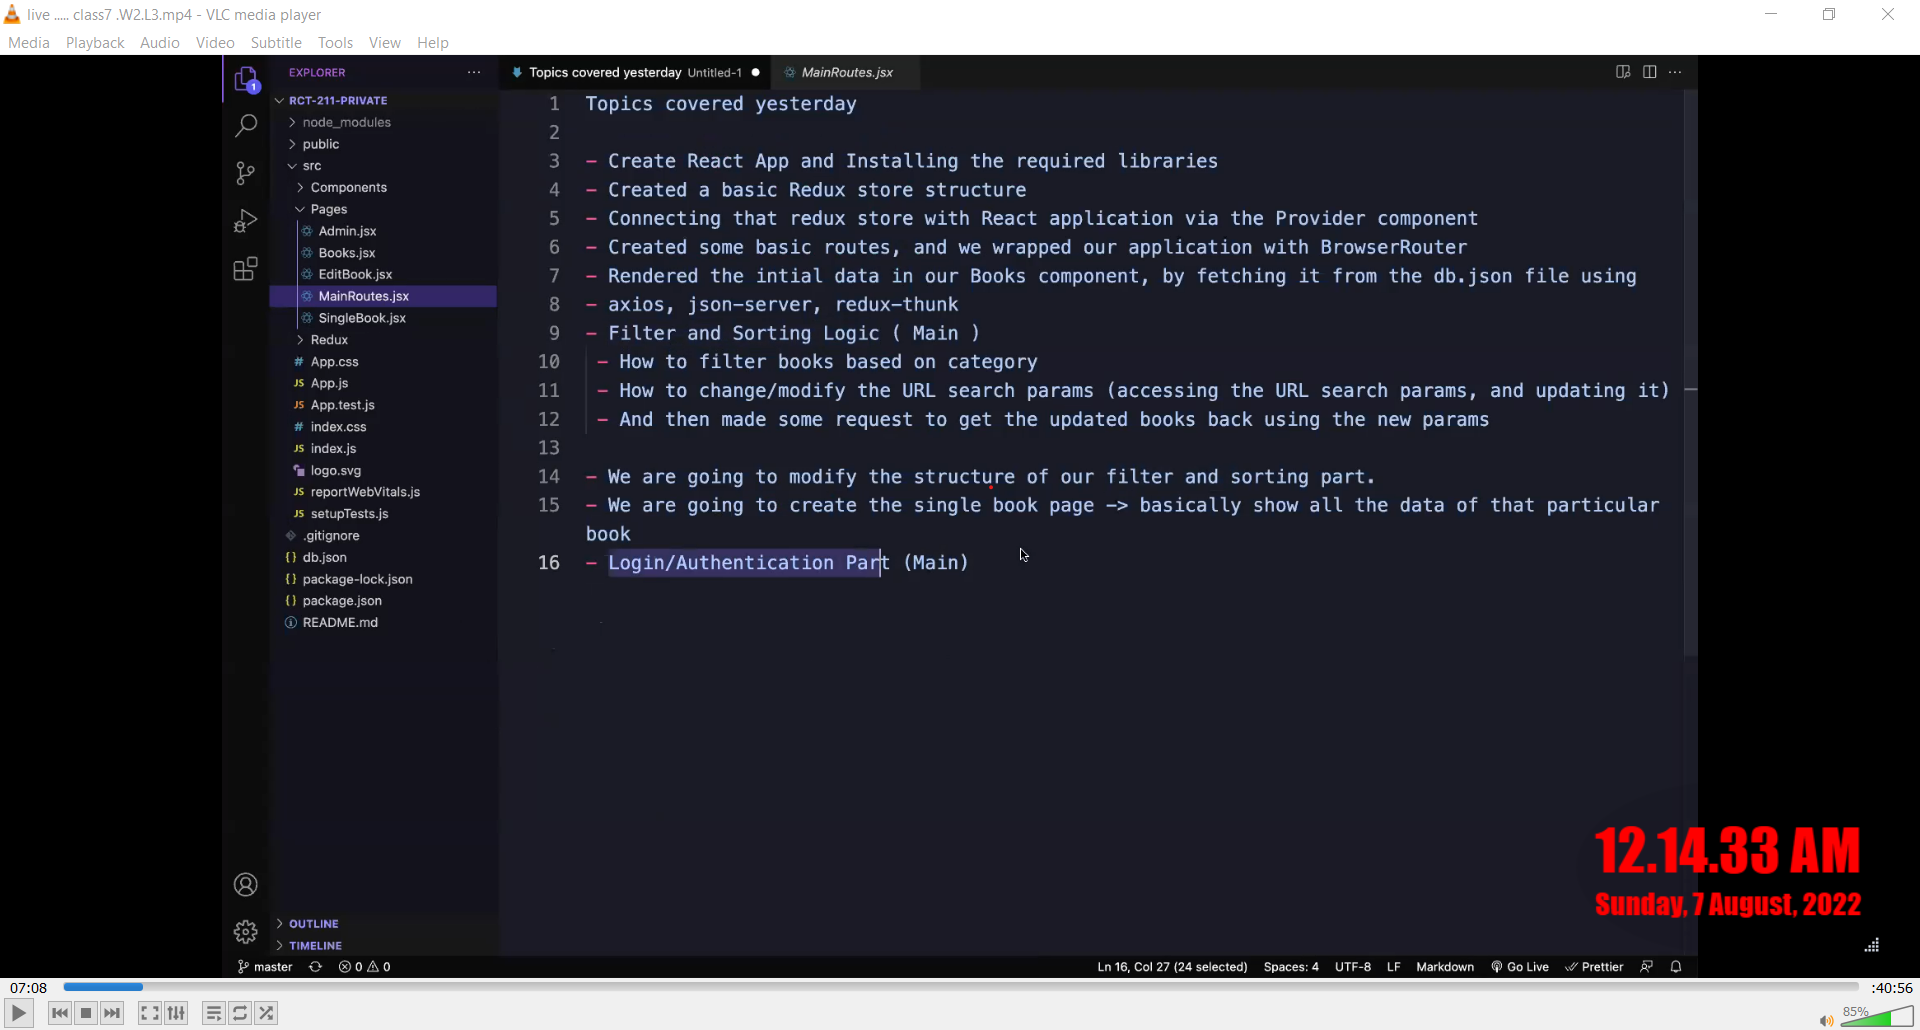 live ..... class7 .W2.L3.mp4 - VLC media player
Media Playback Audio Video Subtitle Tools View Help
EXPLORER
RCT-211-PRIVATE
node_modules
public
src
Components
Pages
Admin.jsx
Books.jsx
EditBook.jsx
MainRoutes.jsx
SingleBook.jsx
Redux
# App.css
JS App.js
JS App.test.js
# index.css
JS index.js
logo.svg
JS reportWebVitals.js
JS setupTests.js
.gitignore
{} db.json
{} package-lock.json
{} package.json
README.md
OUTLINE
TIMELINE
1
Topics covered yesterday Untitled-1 ● MainRoutes.jsx
1 Topics covered yesterday
2
3 - Create React App and Installing the required libraries
4 - Created a basic Redux store structure
5 - Connecting that redux store with React application via the Provider component
6 - Created some basic routes, and we wrapped our application with BrowserRouter
7 - Rendered the intial data in our Books component, by fetching it from the db.json file using
8 - axios, json-server, redux-thunk
9 - Filter and Sorting Logic ( Main )
10 - How to filter books based on category
11 - How to change/modify the URL search params (accessing the URL search params, and updating it)
12 - And then made some request to get the updated books back using the new params
13
14 - We are going to modify the structure of our filter and sorting part.
15 - We are going to create the single book page -> basically show all the data of that particular
book
16 - Login/Authentication Part (Main)
12.14.33 AM
Sunday, 7 August, 2022
master 0 0
Ln 16, Col 27 (24 selected) Spaces: 4 UTF-8 LF Markdown Go Live Prettier
07:08 :40:56
85%